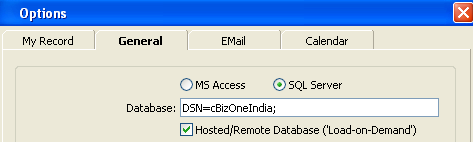 Options
My Record General EMail Calendar
MS Access SQL Server
Database: DSN=cBizOneIndia;
Hosted/Remote Database ('Load-on-Demand')